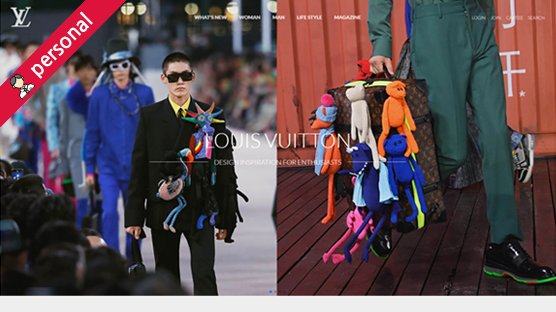 LV
personal
WHAT'S NEW WOMAN MAN LIFE STYLE MAGAZINE
LOGIN JOIN CART SEARCH
LOUIS VUITTON
DESIGN INSPIRATION FOR ENTHUSIASTS